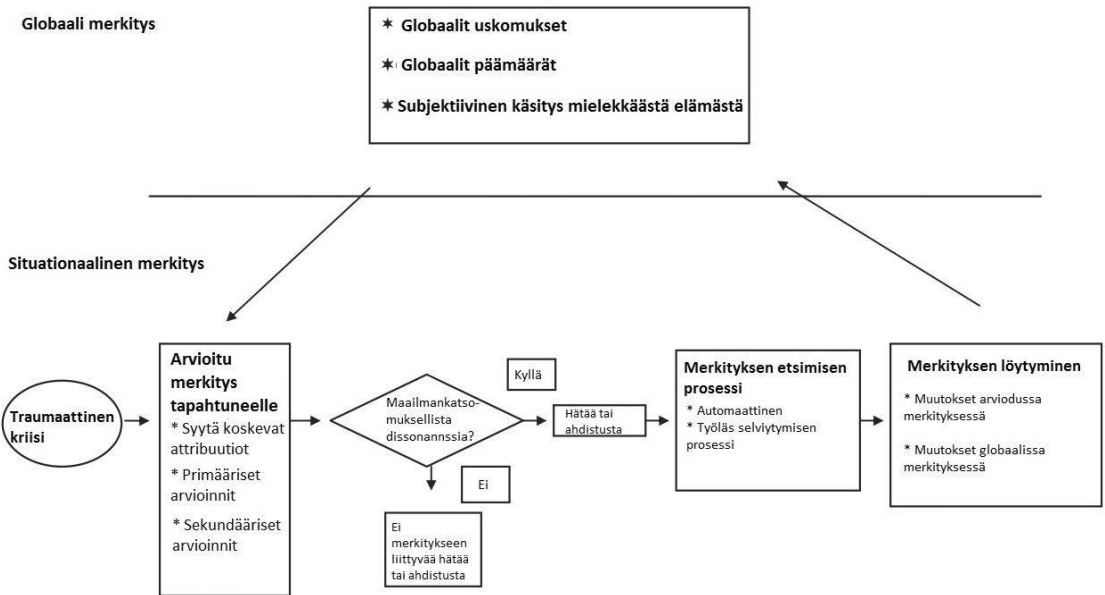 Globaali merkitys
✶ Globaalit uskomukset
✶ Globaalit päämäärät
✶ Subjektiivinen käsitys mielekkäästä elämästä
Situationaalinen merkitys
Traumaattinen
kriisi
Arvioitu
merkitys
tapahtuneelle
* Syytä koskevat
attribuutiot
* Primääriset
arvioinnit
* Sekundääriset
arvioinnit
Maailmankatso-
muksellista
dissonannssia?
Kyllä
Ei
Ei
merkitykseen
liittyvää hätää
tai ahdistusta
Hätää tai
ahdistusta
Merkityksen etsimisen
prosessi
* Automaattinen
* Työläs selviytymisen
prosessi
Merkityksen löytyminen
* Muutokset arviodussa
merkityksessä
* Muutokset globaalissa
merkityksessä